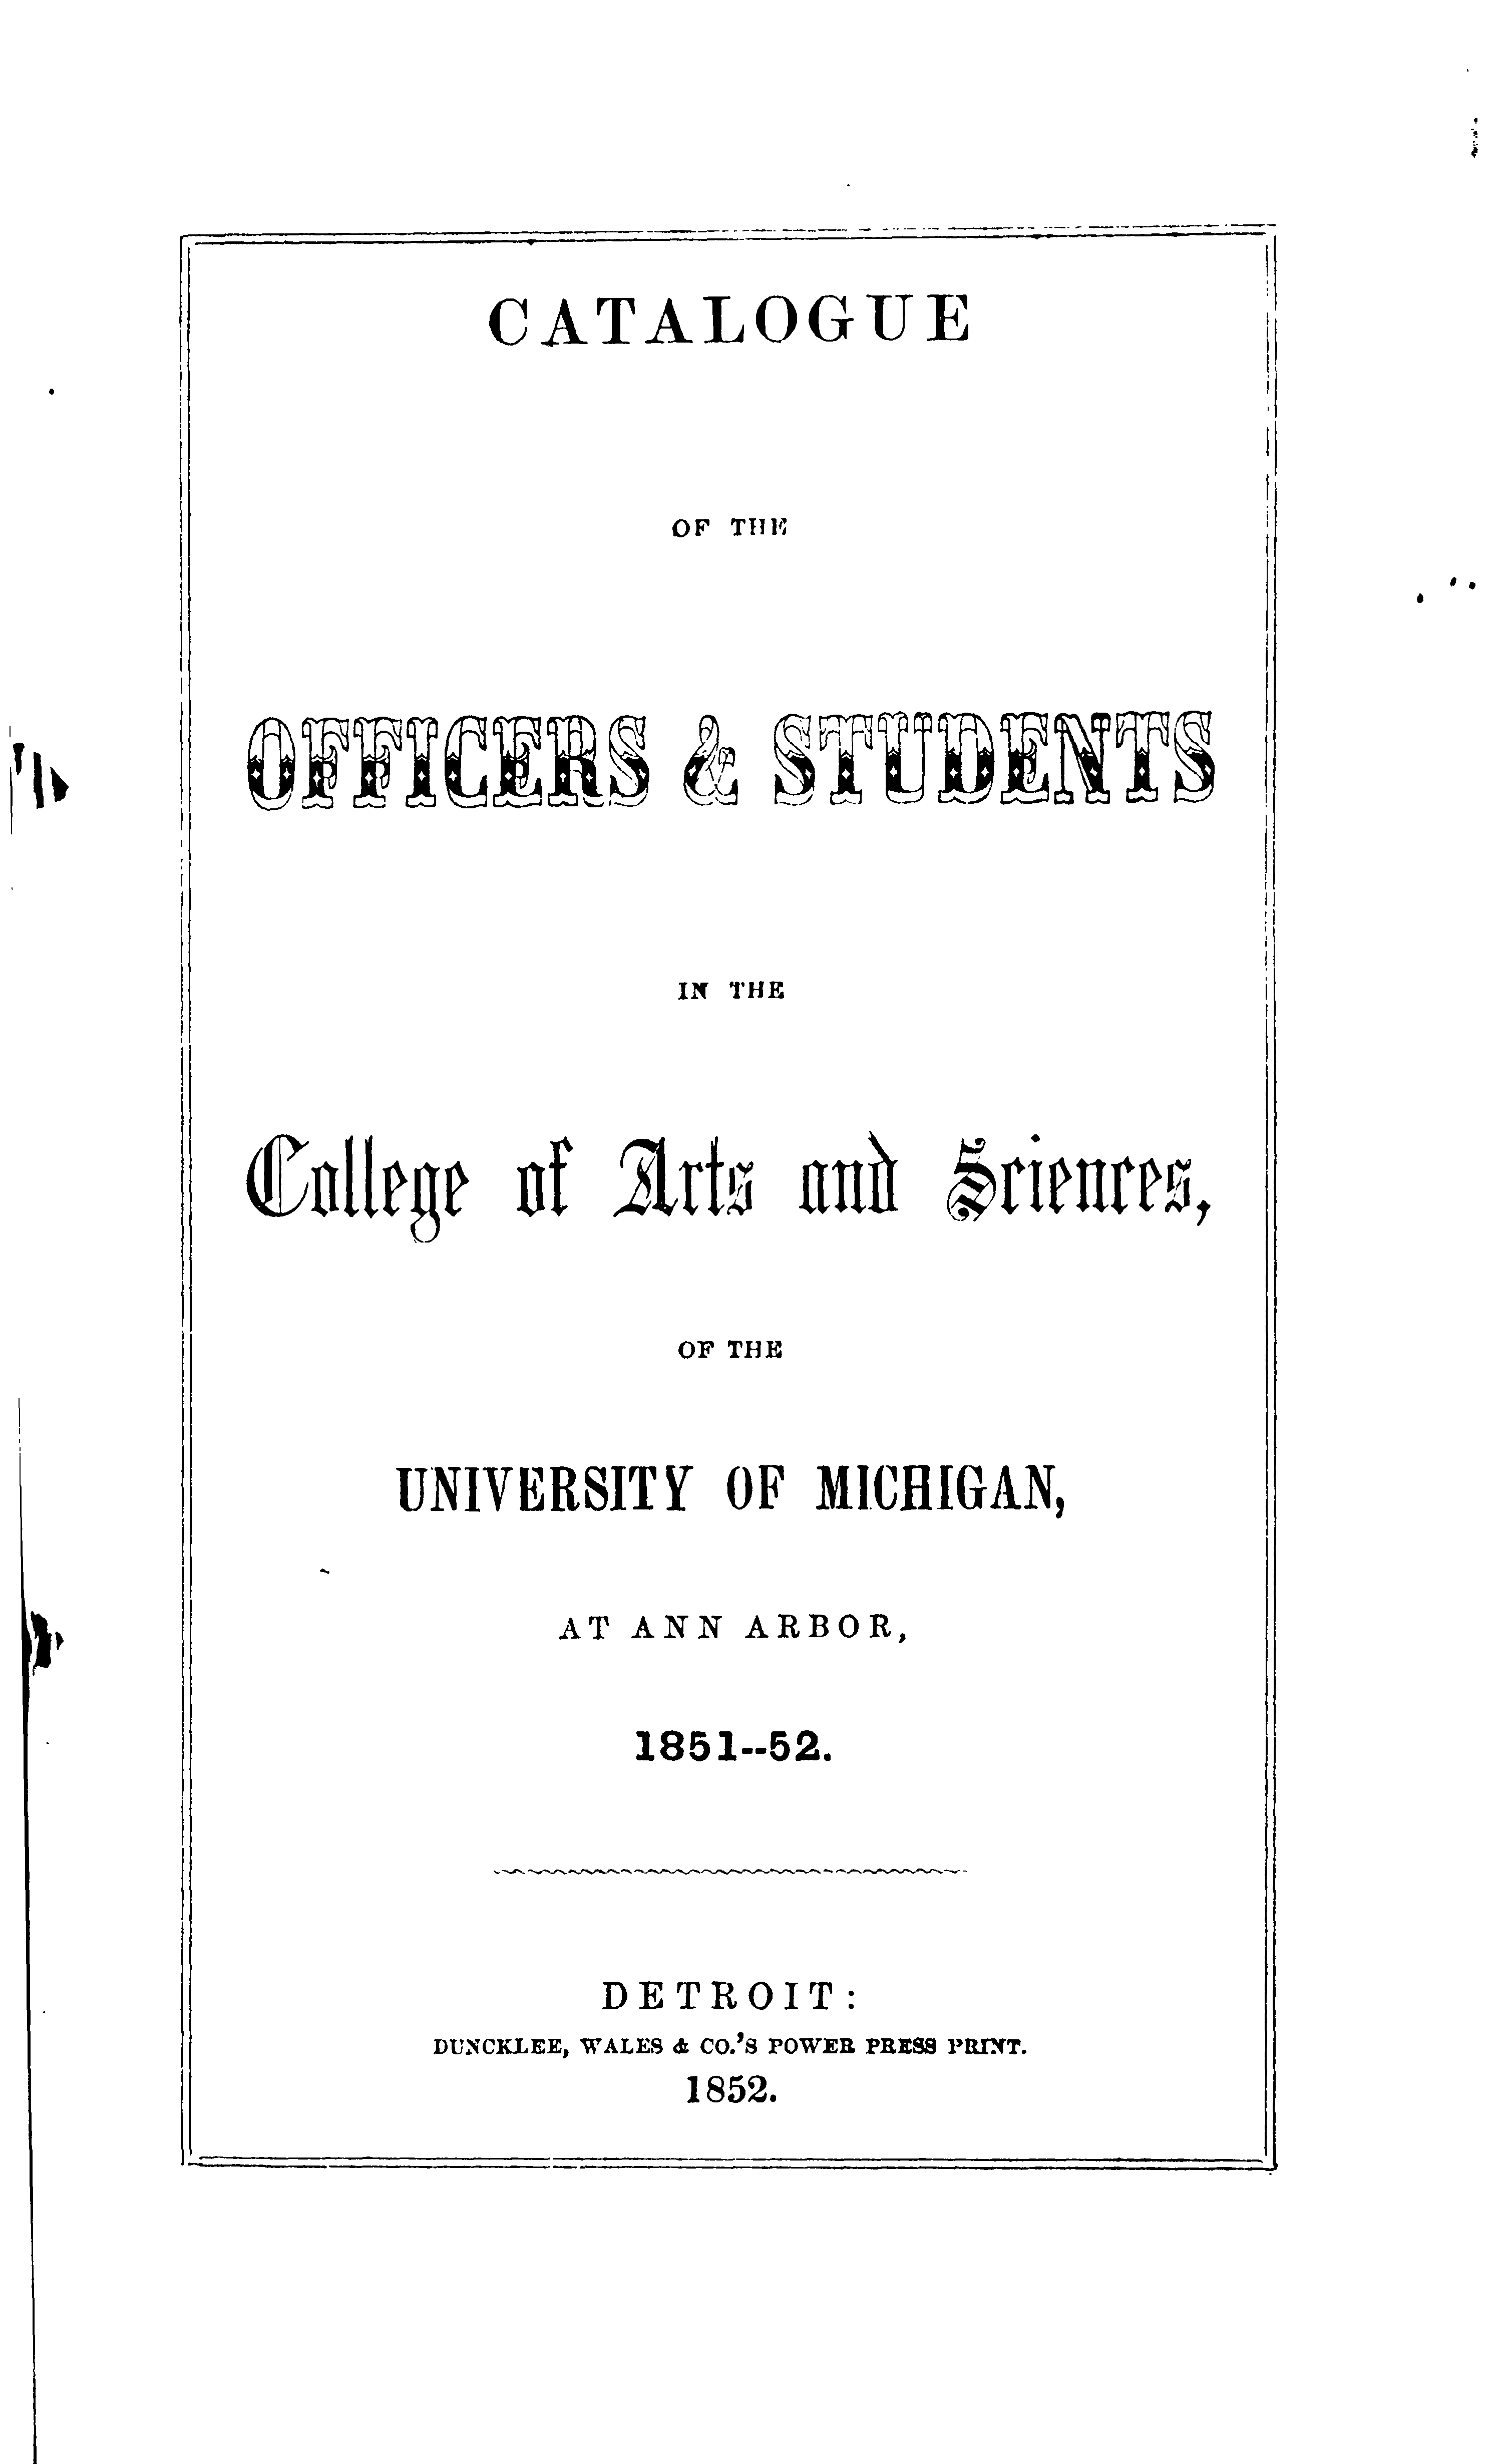 CATALOGUE
OF THE
OFFICERS & STUDENTS
IN THE
College of Arts and Sciences,
OF THE
UNIVERSITY OF MICHIGAN,
AT ANN ARBOR,
1851--52.
DETROIT:
DUNCKLEE, WALES & CO.'S POWER PRESS PRINT.
1852.